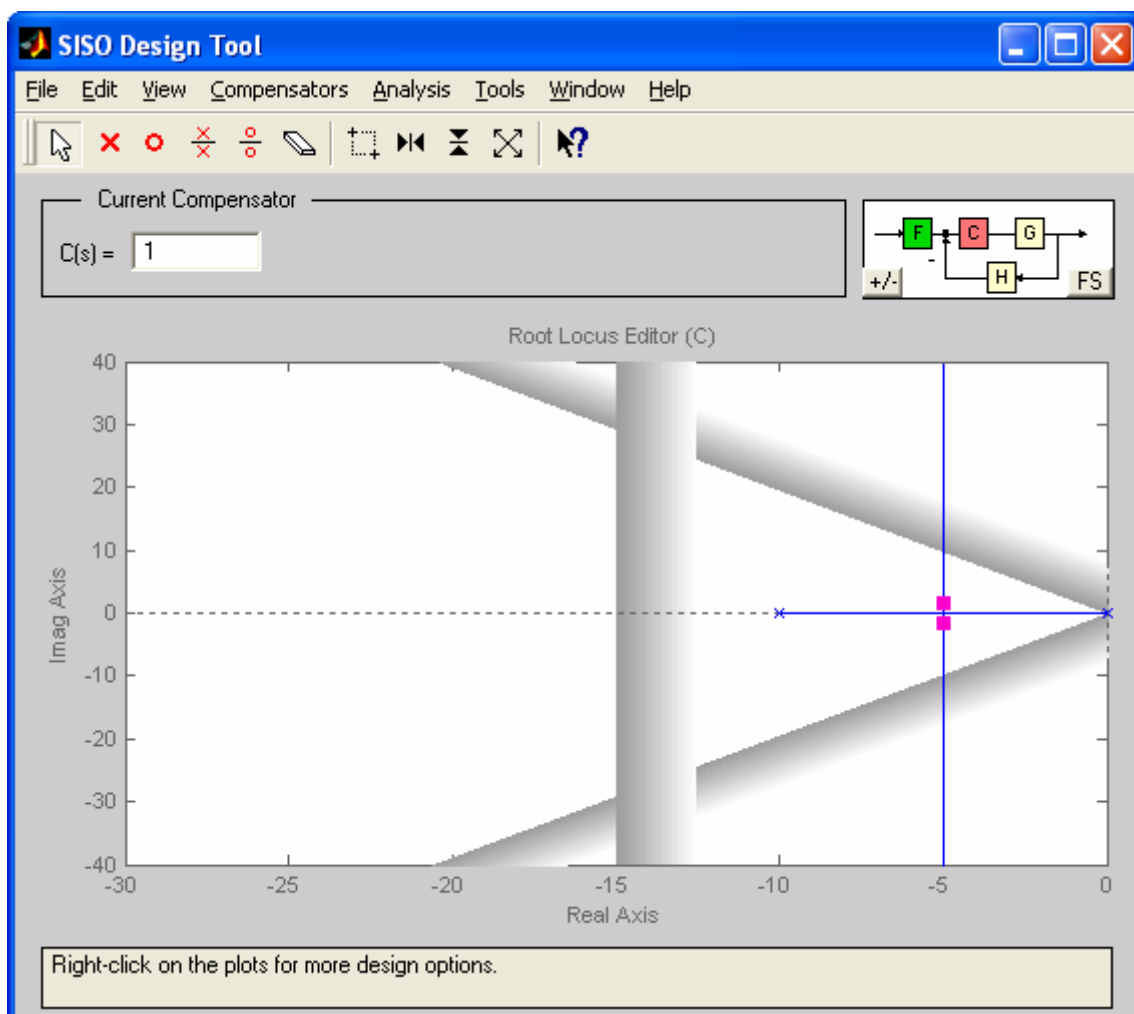 SISO Design Tool
File Edit View Compensators Analysis Tools Window Help
Current Compensator
C(s) = 1
F C G
H
-
+/- FS
Root Locus Editor (C)
40
30
20
10
0
-10
-20
-30
-40
Imag Axis
-30 -25 -20 -15 -10 -5 0
Real Axis
Right-click on the plots for more design options.